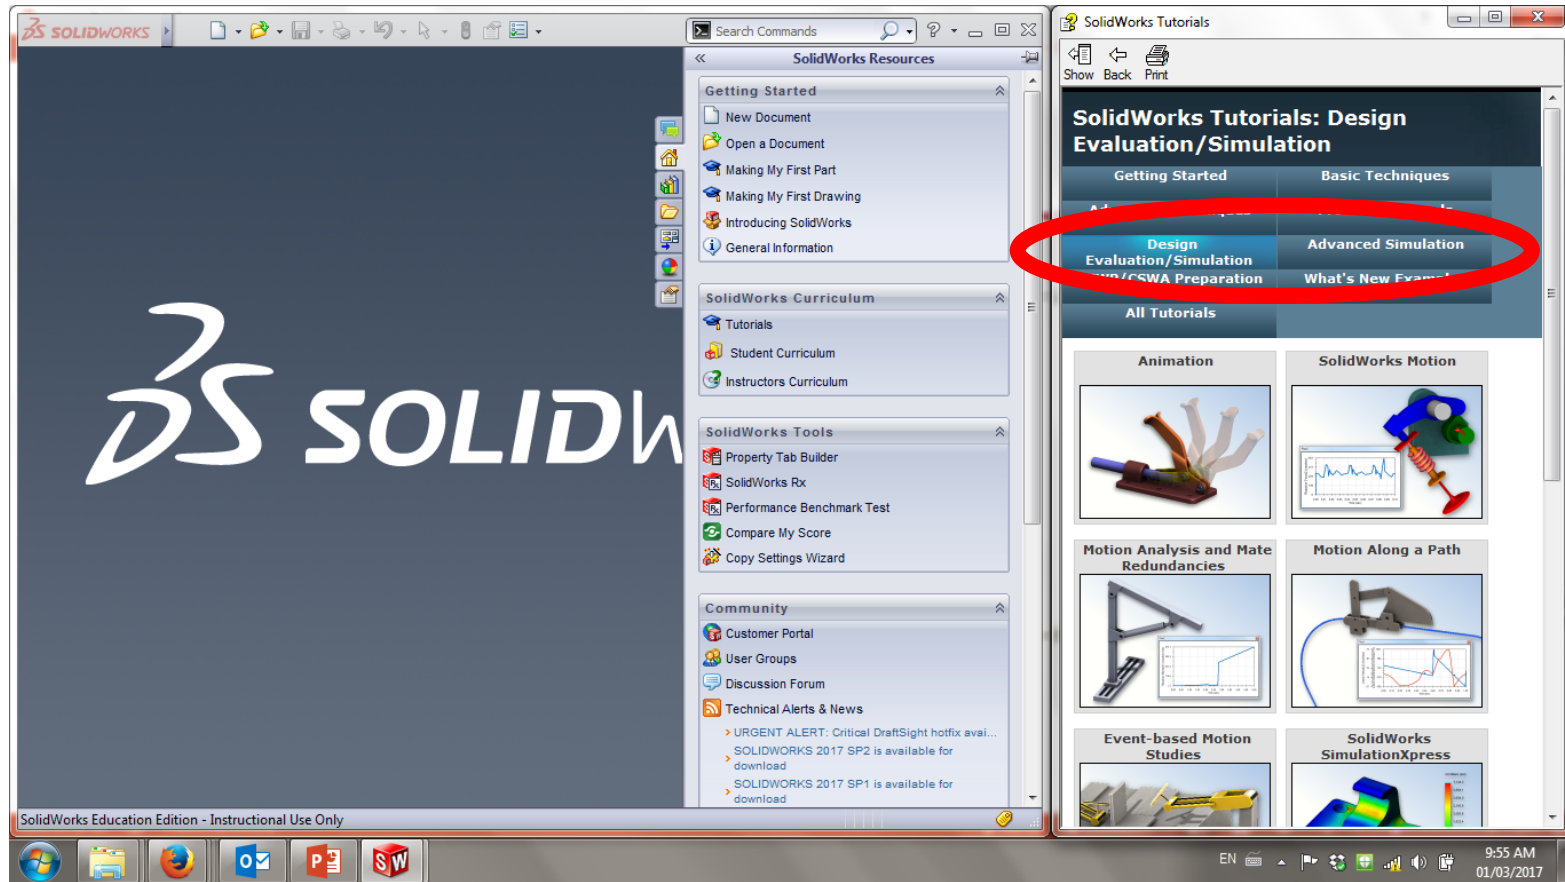 SOLIDWORKS
Search Commands
SolidWorks Resources
Getting Started
New Document
Open a Document
Making My First Part
Making My First Drawing
Introducing SolidWorks
General Information
SolidWorks Curriculum
Tutorials
Student Curriculum
Instructors Curriculum
SolidWorks Tools
Property Tab Builder
SolidWorks Rx
Performance Benchmark Test
Compare My Score
Copy Settings Wizard
Community
Customer Portal
User Groups
Discussion Forum
Technical Alerts & News
URGENT ALERT: Critical DraftSight hotfix avai...
SOLIDWORKS 2017 SP2 is available for
download
SOLIDWORKS 2017 SP1 is available for
download
SOLIDW
SolidWorks Education Edition - Instructional Use Only
SolidWorks Tutorials
Show Back Print
SolidWorks Tutorials: Design
Evaluation/Simulation
Getting Started
Basic Techniques
Design
Evaluation/Simulation
Advanced Simulation
/CSWA Preparation
What's New
All Tutorials
Animation
SolidWorks Motion
Motion Analysis and Mate
Redundancies
Motion Along a Path
Event-based Motion
Studies
SolidWorks
SimulationXpress
EN
9:55 AM
01/03/2017